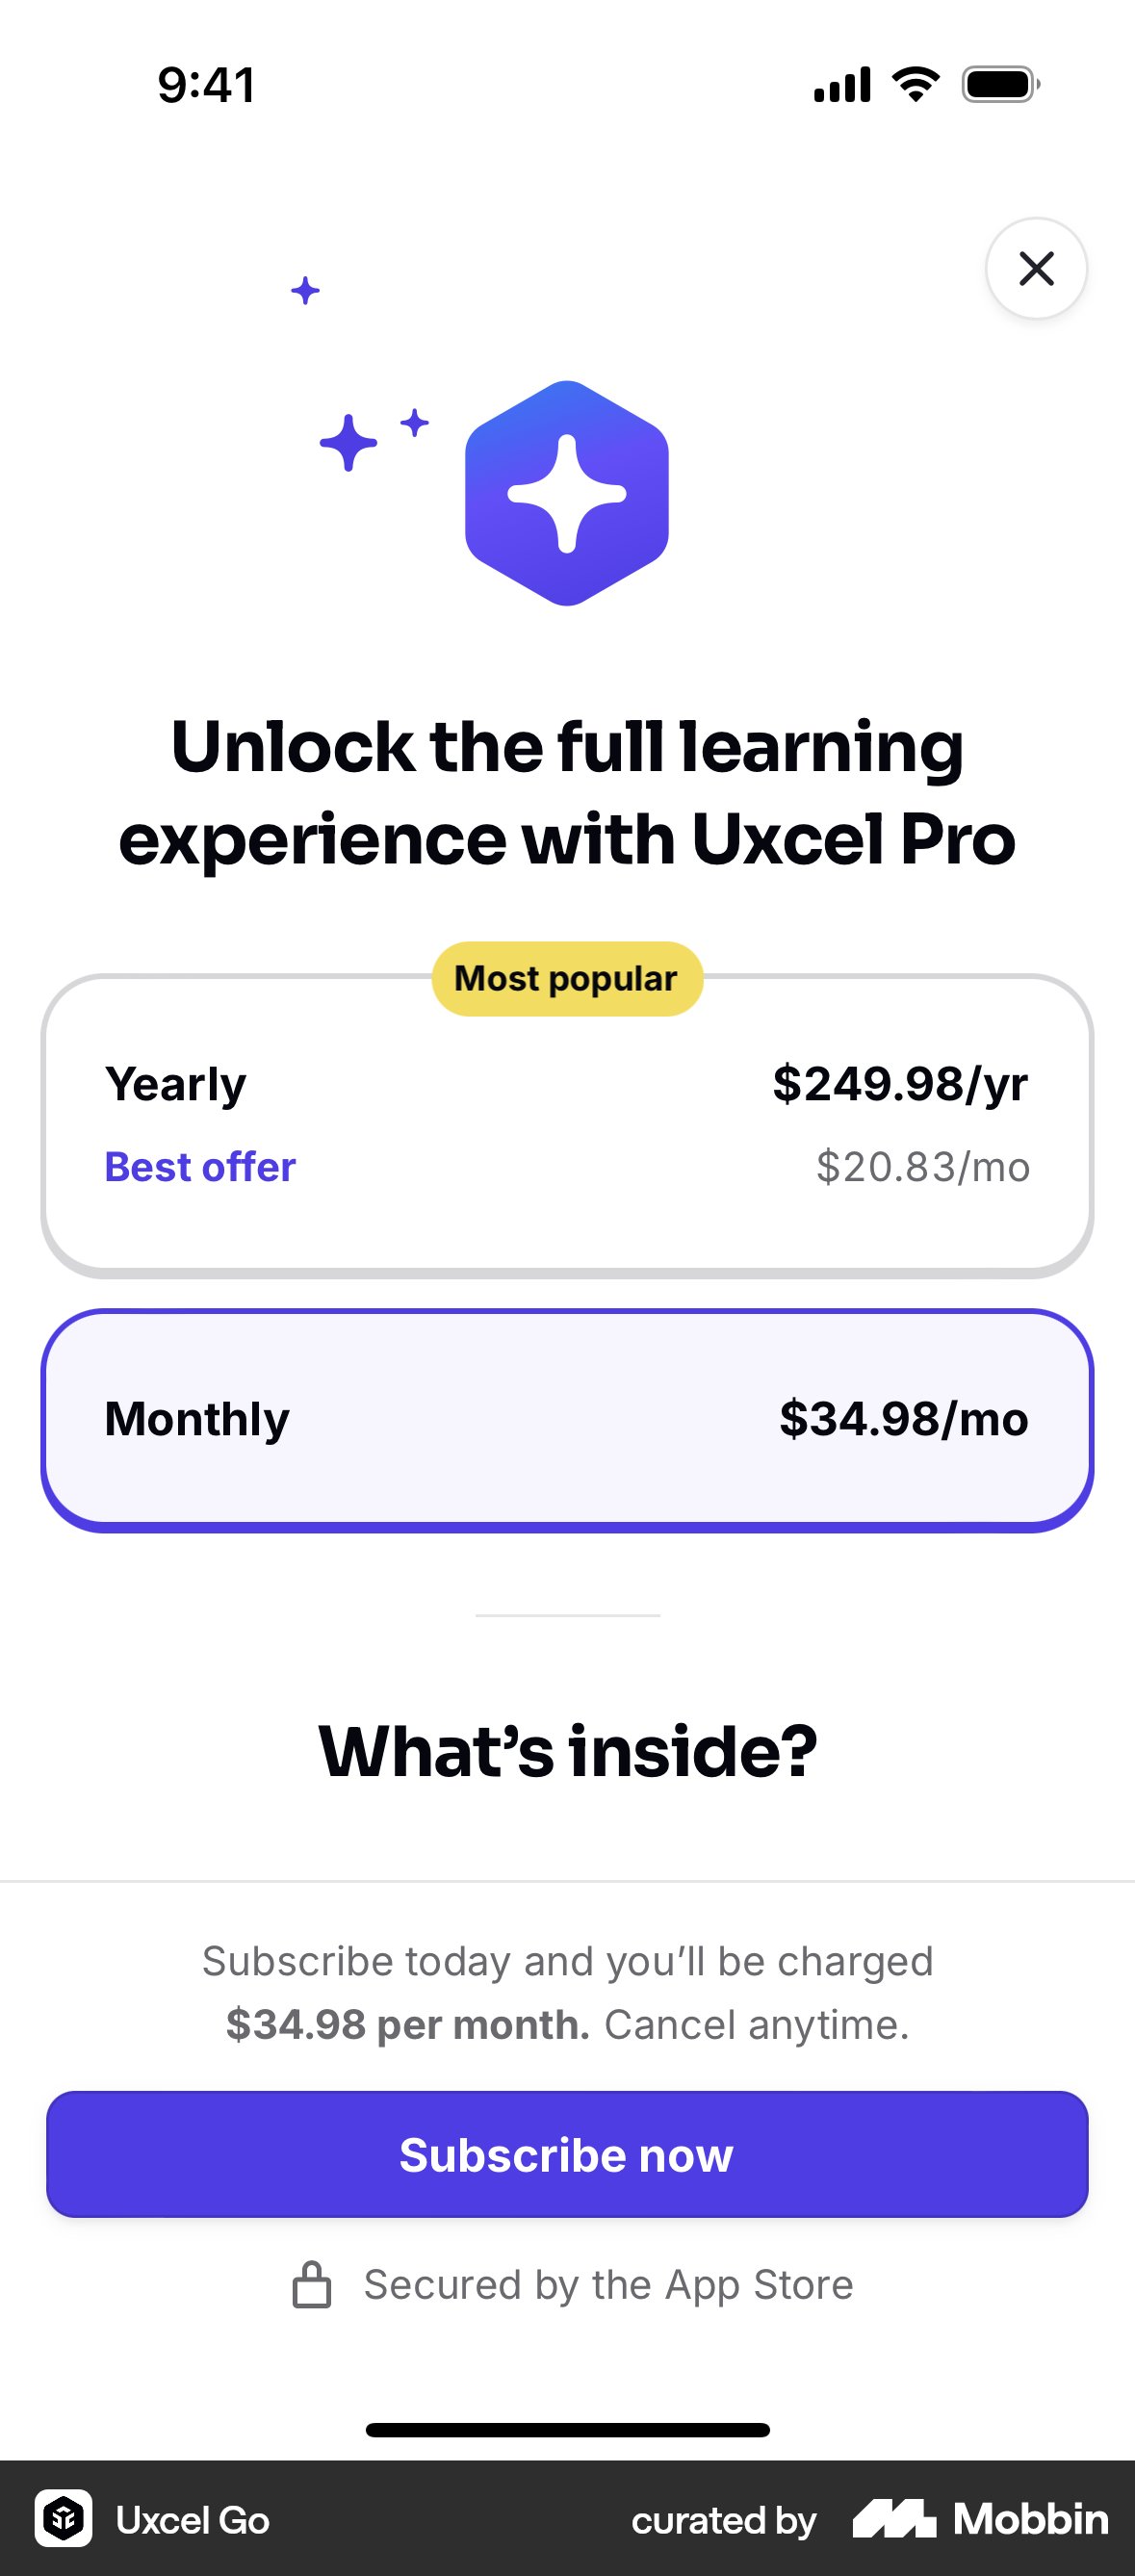 9:41
Unlock the full learning
experience with Uxcel Pro
Most popular
Yearly
$249.98/yr
Best offer
$20.83/mo
Monthly
$34.98/mo
What’s inside?
Subscribe today and you’ll be charged
$34.98 per month. Cancel anytime.
Subscribe now
Secured by the App Store
Uxcel Go
curated by Mobbin